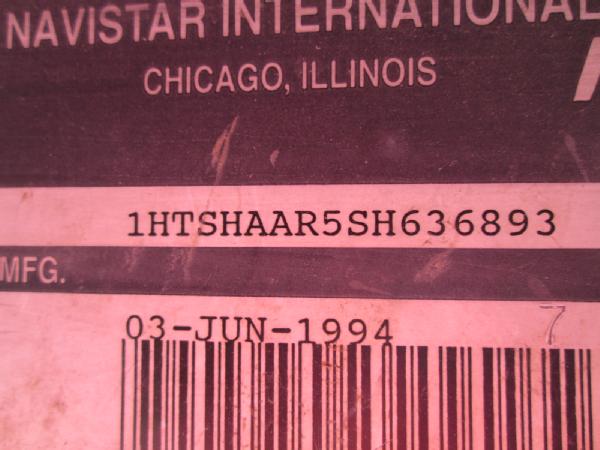 NAVISTAR INTERNATIONAL
CHICAGO, ILLINOIS
1HTSHAAR5SH636893
MFG.
03-JUN-1994
7